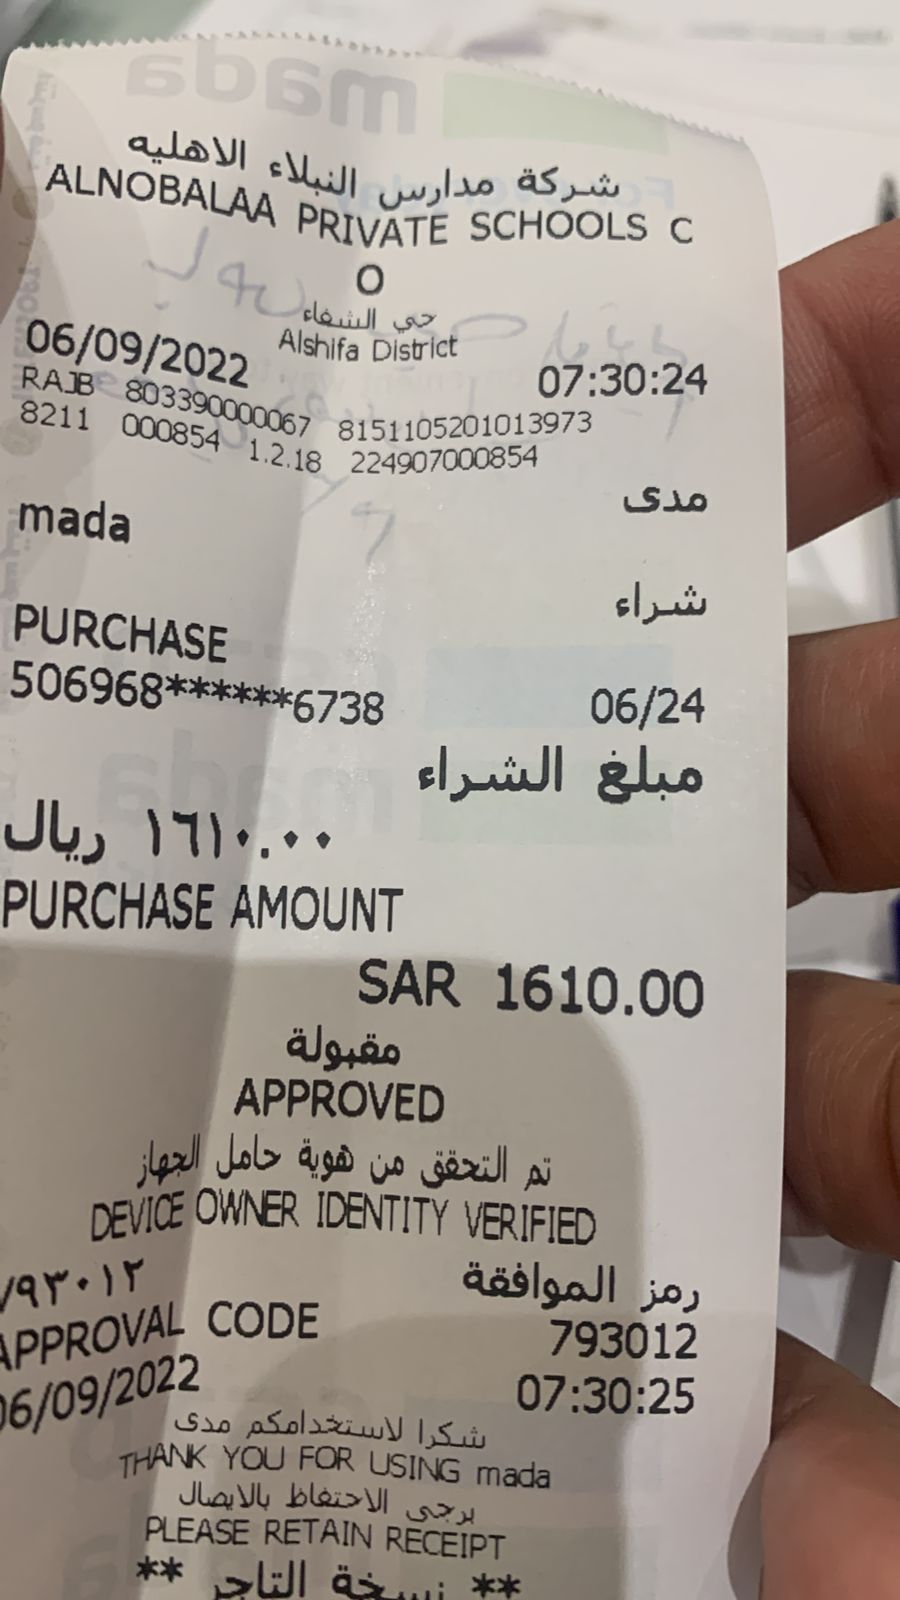 شركة مدارس النبلاء الاهليه
ALNOBALAA PRIVATE SCHOOLS C
O
حي الشفاء
Alshifa District
06/09/2022 07:30:24
RAJB 803390000067 8151105201013973
8211 000854 1.2.18 224907000854
mada مدى
شراء
PURCHASE
506968******6738 06/24
مبلغ الشراء
١٦١٠.٠٠ ريال
PURCHASE AMOUNT
SAR 1610.00
مقبولة
APPROVED
تم التحقق من هوية حامل الجهاز
DEVICE OWNER IDENTITY VERIFIED
رمز الموافقة ٧٩٣٠١٢
APPROVAL CODE 793012
06/09/2022 07:30:25
شكرا لاستخدامكم مدى
THANK YOU FOR USING mada
يرجى الاحتفاظ بالايصال
PLEASE RETAIN RECEIPT
** نسخة التاجر **